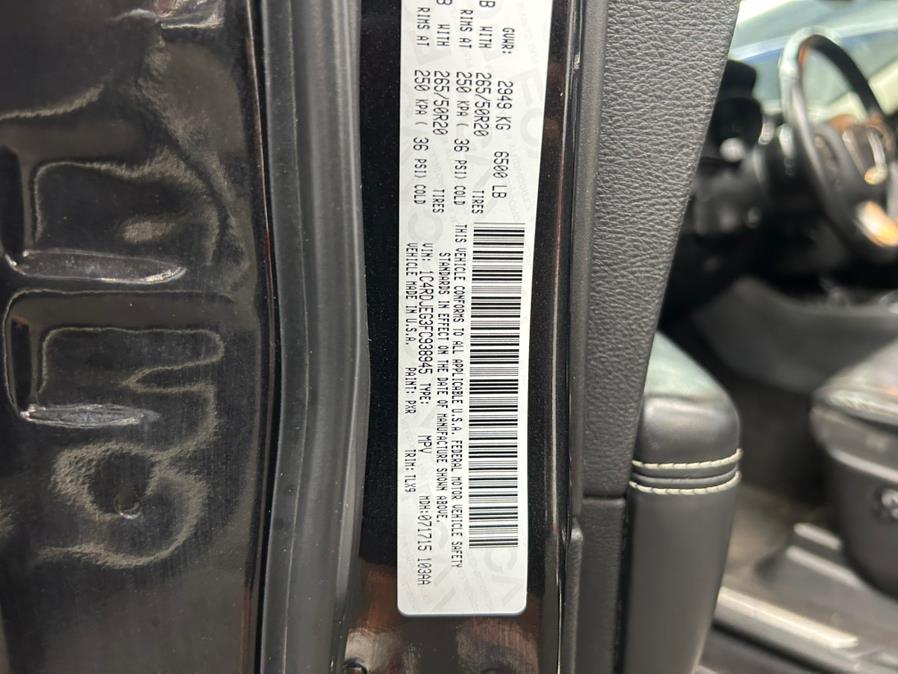 GVWR: 2949 KG 6500 LB
B WITH 265/50R20 TIRES
RIMS AT 250 KPA ( 36 PSI) COLD
B WITH 265/50R20 TIRES
RIMS AT 250 KPA ( 36 PSI) COLD
THIS VEHICLE CONFORMS TO ALL APPLICABLE U.S.A. FEDERAL MOTOR VEHICLE SAFETY
STANDARDS IN EFFECT ON THE DATE OF MANUFACTURE SHOWN ABOVE.
VIN: 1C4RDJEG3FC938945 TYPE: MPV MDH:071715 103AA
VEHICLE MADE IN U.S.A. PAINT: PXR TRIM: TLX9